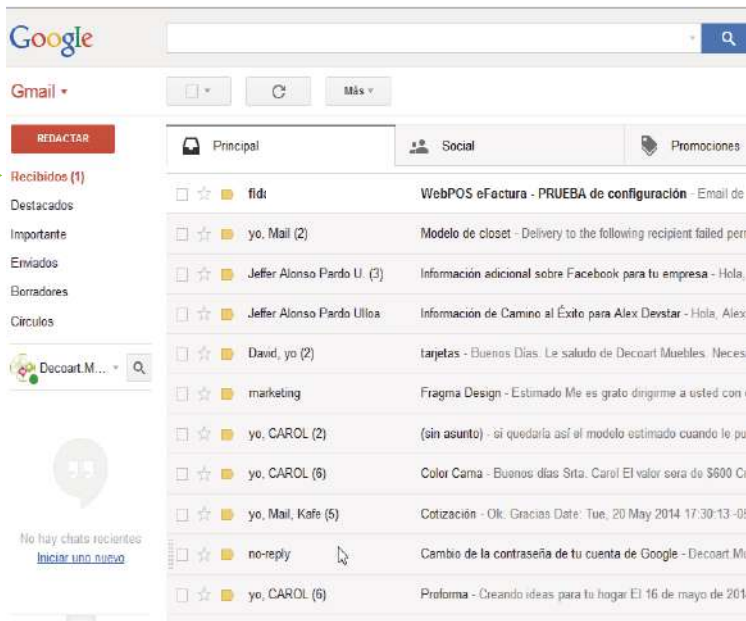 Google
Gmail
Más
REDACTAR
Principal
Social
Promociones
Recibidos (1)
Destacados
Importante
Enviados
Borradores
Círculos
Decoart.M...
No hay chats recientes
Iniciar uno nuevo
WebPOS eFactura - PRUEBA de configuración - Email de
yo, Mail (2) Modelo de closet - Delivery to the following recipient failed perr
Jeffer Alonso Pardo U. (3) Información adicional sobre Facebook para tu empresa - Hola,
Jeffer Alonso Pardo Ulloa Información de Camino al Éxito para Alex Devstar - Hola, Alex
David, yo (2) tarjetas - Buenos Días. Le saludo de Decoart Muebles. Neces
marketing Fragma Design - Estimado Me es grato dirigirme a usted con
yo, CAROL (2) (sin asunto) - si quedaría así el modelo estimado cuando le pu
yo, CAROL (6) Color Cama - Buenos días Srta. Carol El valor sera de $600 C
yo, Mail, Kafe (5) Cotización - Ok. Gracias Date: Tue, 20 May 2014 17:30:13 -0
no-reply Cambio de la contraseña de tu cuenta de Google - Decoart Mu
yo, CAROL (6) Proforma - Creando ideas para tu hogar El 16 de mayo de 201